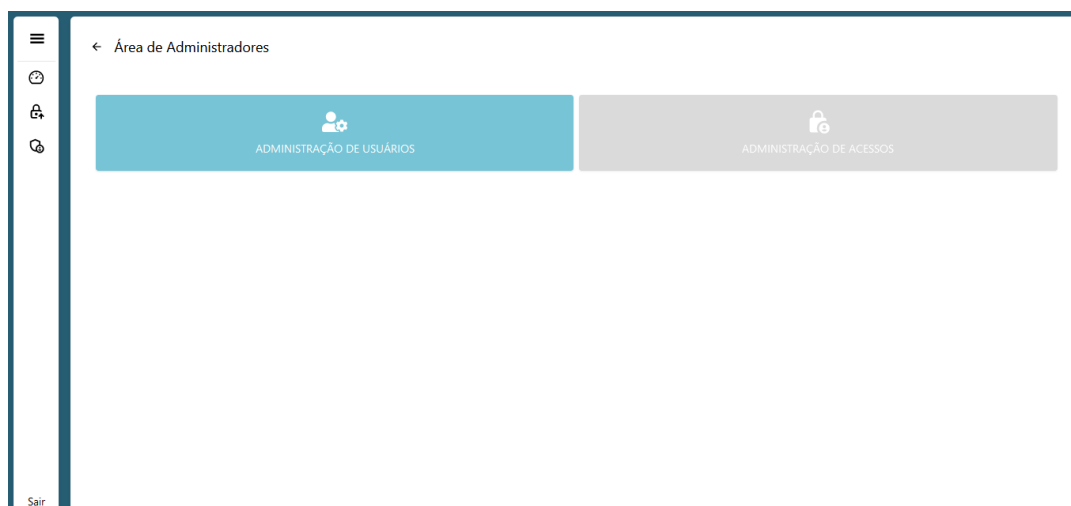 Área de Administradores
ADMINISTRAÇÃO DE USUÁRIOS
ADMINISTRAÇÃO DE ACESSOS
Sair